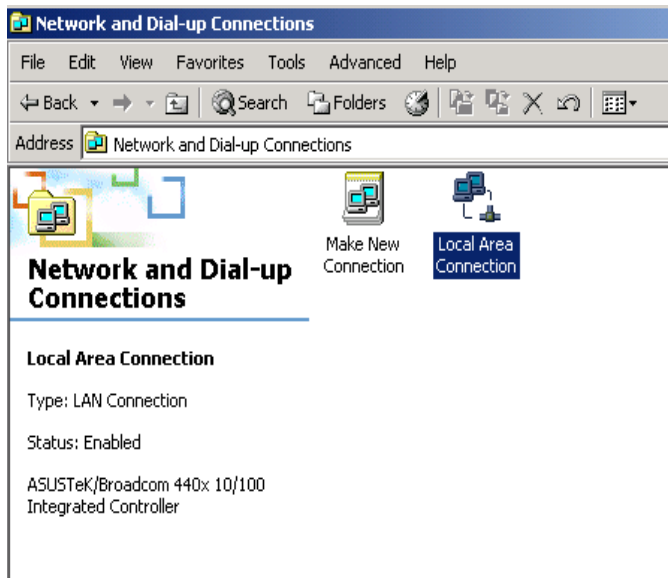 Network and Dial-up Connections
File Edit View Favorites Tools Advanced Help
Back Search Folders
Address Network and Dial-up Connections
Make New Connection
Local Area Connection
Network and Dial-up
Connections
Local Area Connection
Type: LAN Connection
Status: Enabled
ASUSTeK/Broadcom 440x 10/100
Integrated Controller